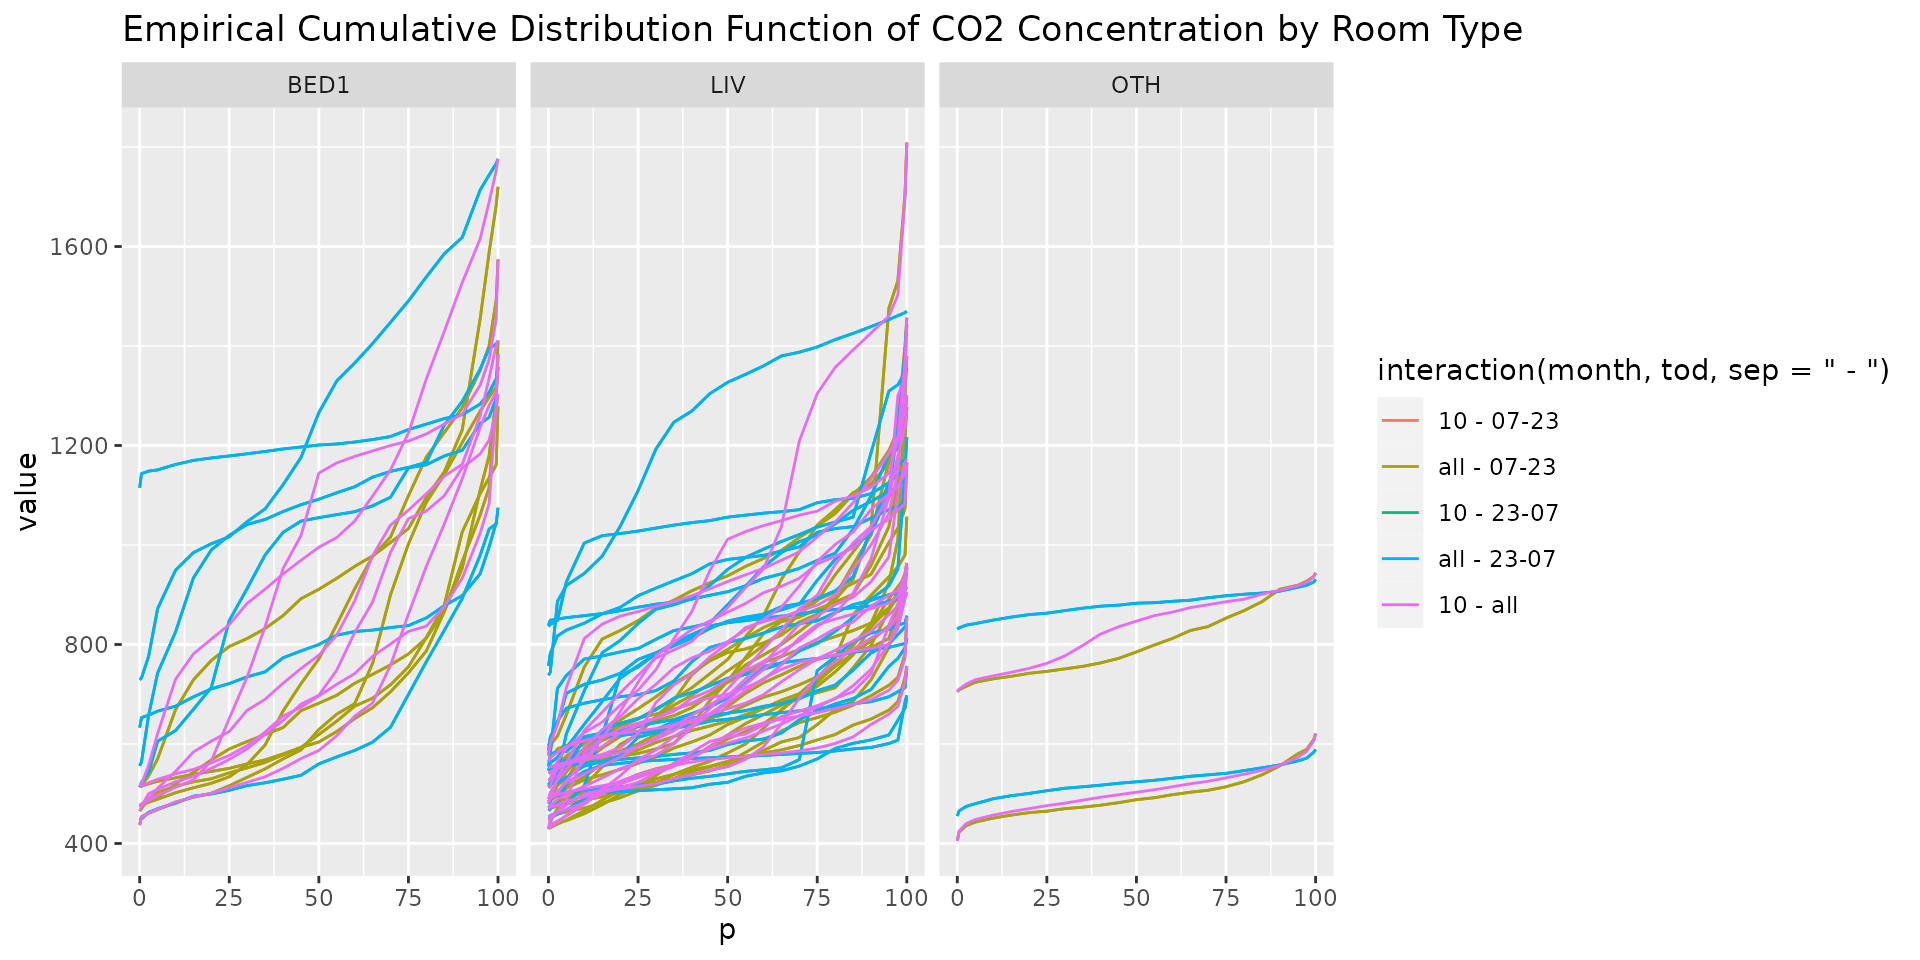 Empirical Cumulative Distribution Function of CO2 Concentration by Room Type
BED1 LIV OTH
value
1600
1200
800
400
0 25 50 75 100 0 25 50 75 100 0 25 50 75 100
p
interaction(month, tod, sep = " - ")
10 - 07-23
all - 07-23
10 - 23-07
all - 23-07
10 - all